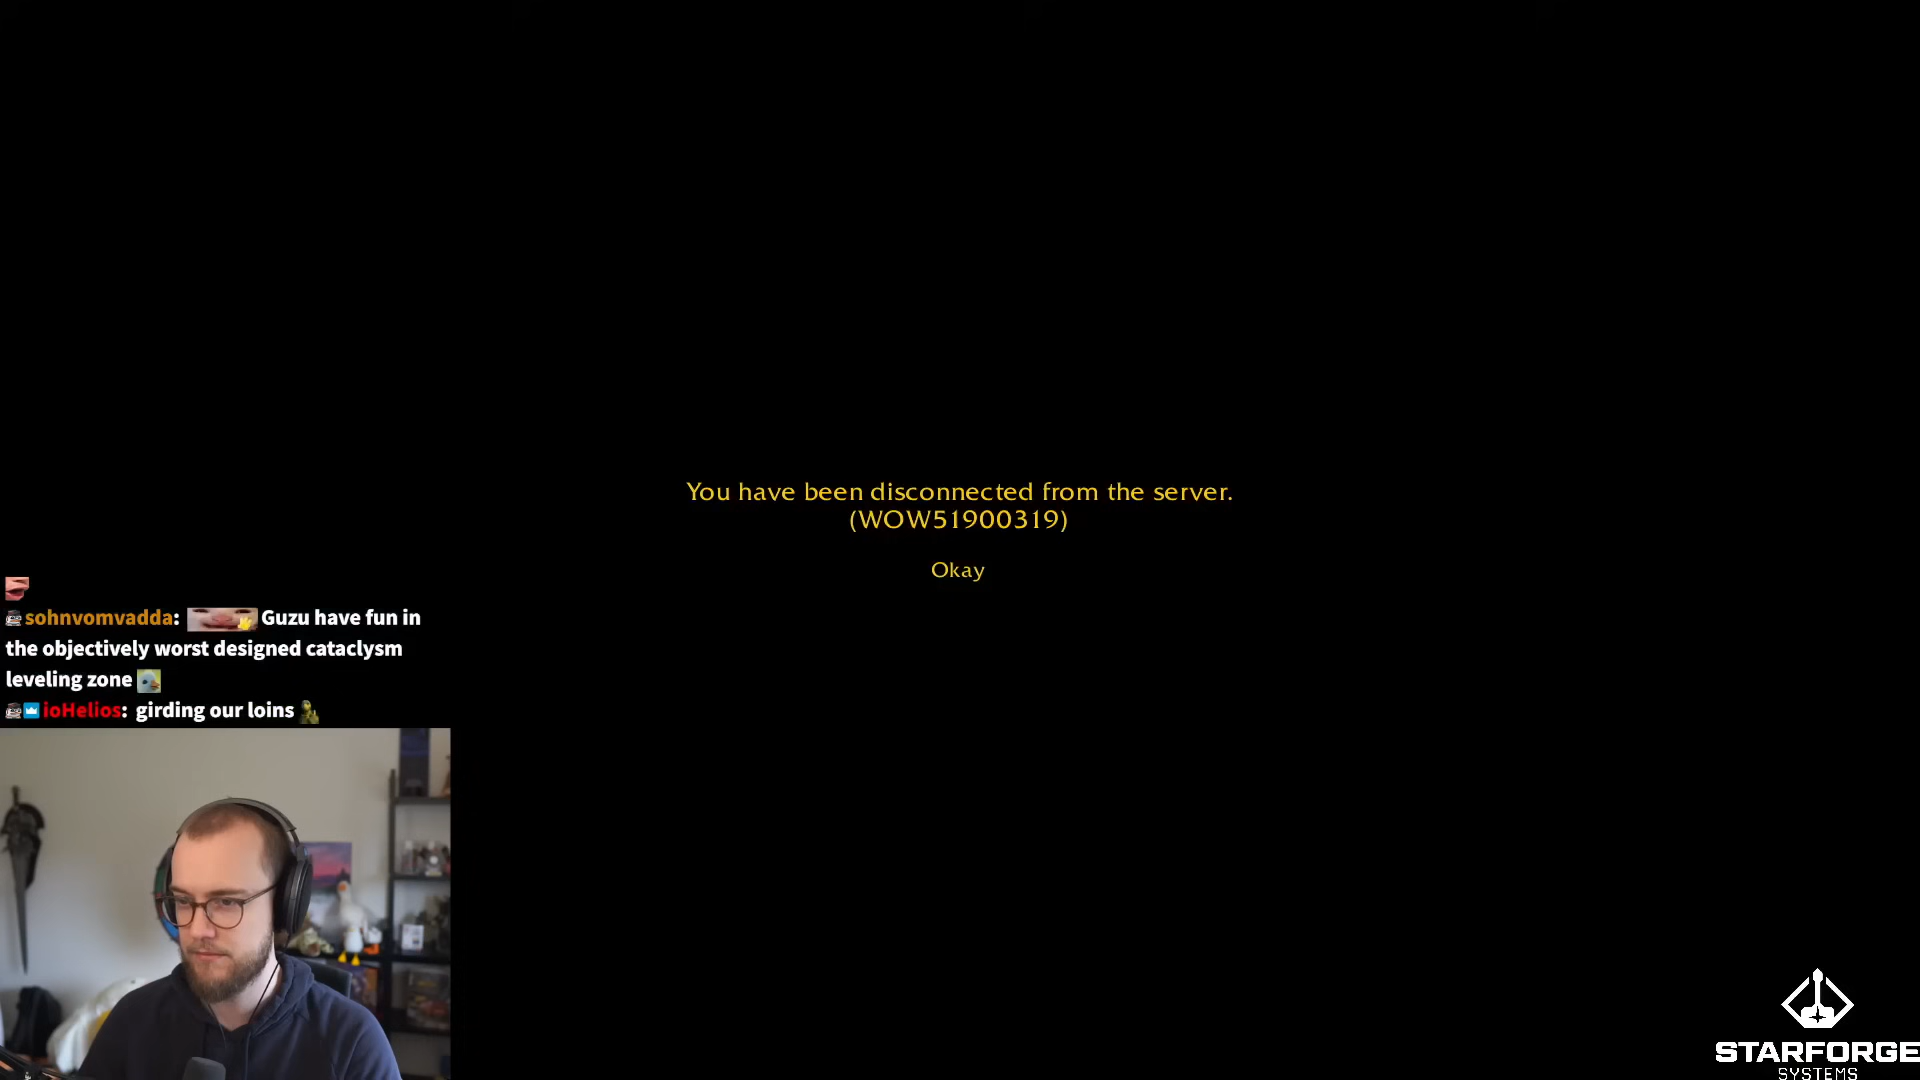 You have been disconnected from the server.
(WOW51900319)
Okay
sohnvomvadda: Guzu have fun in
the objectively worst designed cataclysm
leveling zone
ioHelios: girding our loins
STARFORGE
SYSTEMS